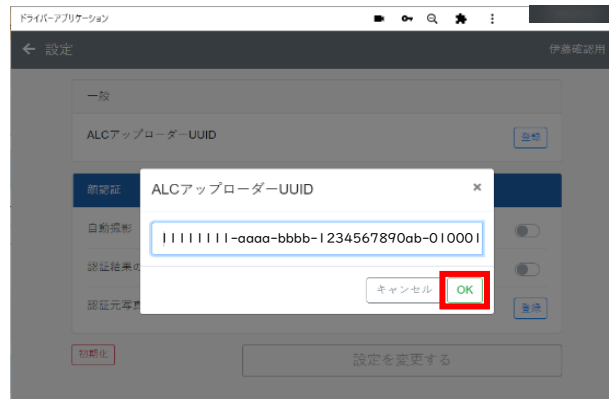 ドライバーアプリケーション
← 設定 伊藤確認用
一般
ALCアップローダーUUID 登録
顔認証
ALCアップローダーUUID ×
自動撮影
11111111-aaaa-bbbb-1234567890ab-010001
認証結果の
キャンセル OK
認証元写真 登録
初期化 設定を変更する